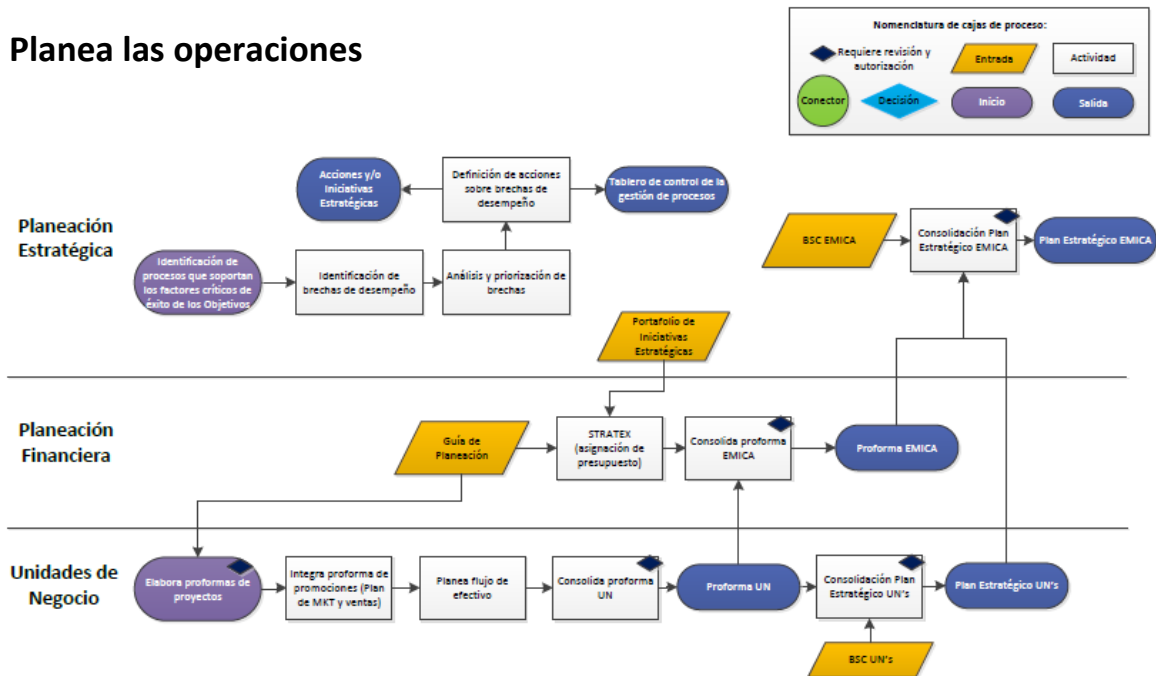 Planea las operaciones
Nomenclatura de cajas de proceso:
Requiere revisión y
autorización
Entrada
Actividad
Conector
Decisión
Inicio
Salida
Planeación
Estratégica
Acciones y/o
Iniciativas
Estratégicas
Definición de acciones
sobre brechas de
desempeño
Tablero de control de la
gestión de procesos
Identificación de
procesos que soportan
los factores críticos de
éxito de los Objetivos
Identificación de
brechas de desempeño
Análisis y priorización de
brechas
BSC EMICA
Consolidación Plan
Estratégico EMICA
Plan Estratégico EMICA
Portafolio de
Iniciativas
Estratégicas
Planeación
Financiera
Guía de
Planeación
STRATEX
(asignación de
presupuesto)
Consolida proforma
EMICA
Proforma EMICA
Unidades de
Negocio
Elabora proformas de
proyectos
Integra proforma de
promociones (Plan
de MKT y ventas)
Planea flujo de
efectivo
Consolida proforma
UN
Proforma UN
Consolidación Plan
Estratégico UN's
Plan Estratégico UN's
BSC UN's